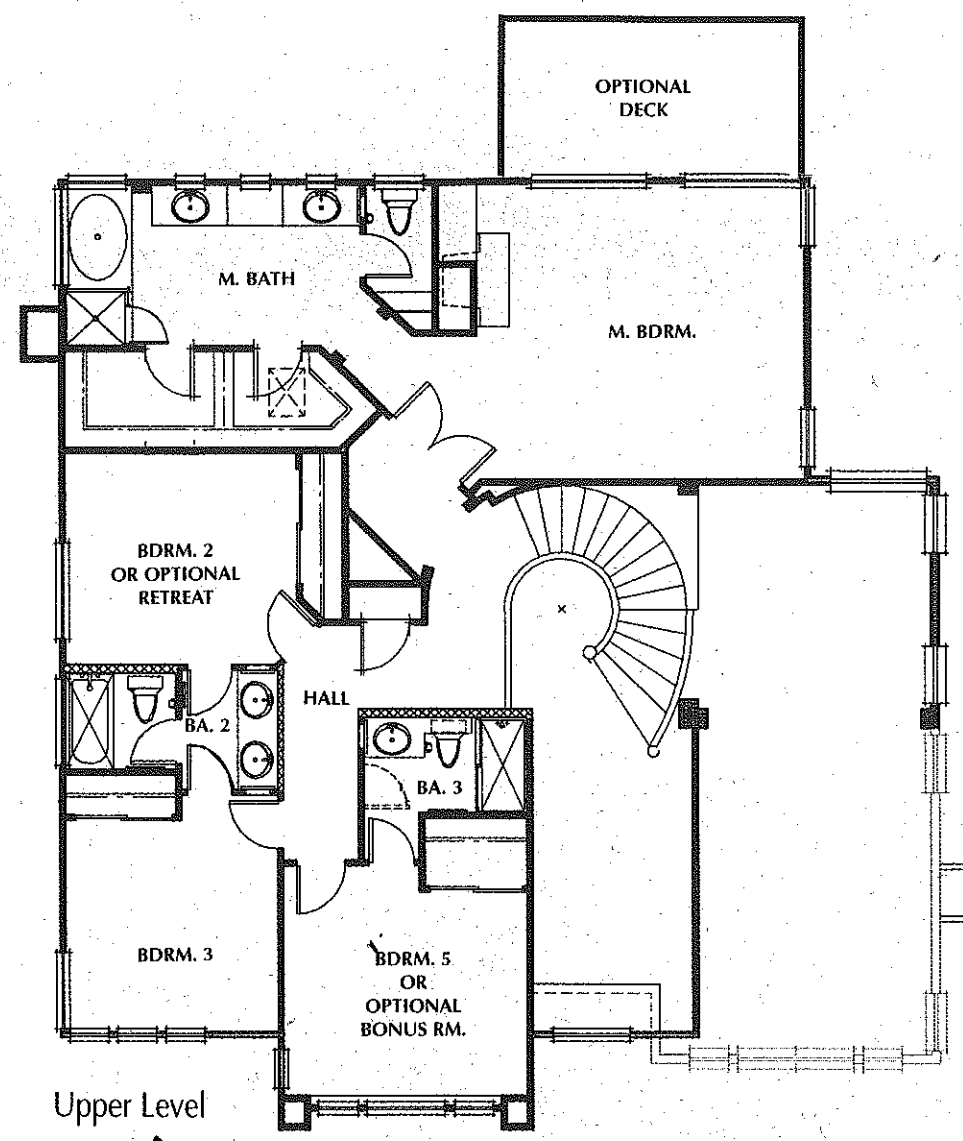 OPTIONAL
DECK
M. BATH
M. BDRM.
BDRM. 2
OR OPTIONAL
RETREAT
HALL
BA. 2
BA. 3
BDRM. 3
BDRM. 5
OR
OPTIONAL
BONUS RM.
Upper Level